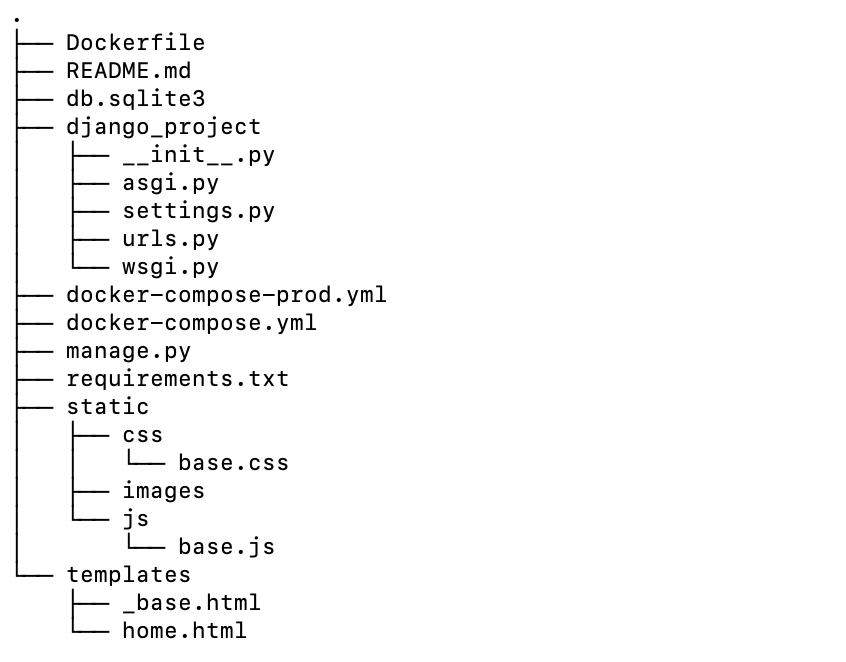 .
├── Dockerfile
├── README.md
├── db.sqlite3
├── django_project
│   ├── __init__.py
│   ├── asgi.py
│   ├── settings.py
│   ├── urls.py
│   └── wsgi.py
├── docker-compose-prod.yml
├── docker-compose.yml
├── manage.py
├── requirements.txt
├── static
│   ├── css
│   │   └── base.css
│   ├── images
│   └── js
│       └── base.js
└── templates
    ├── _base.html
    └── home.html